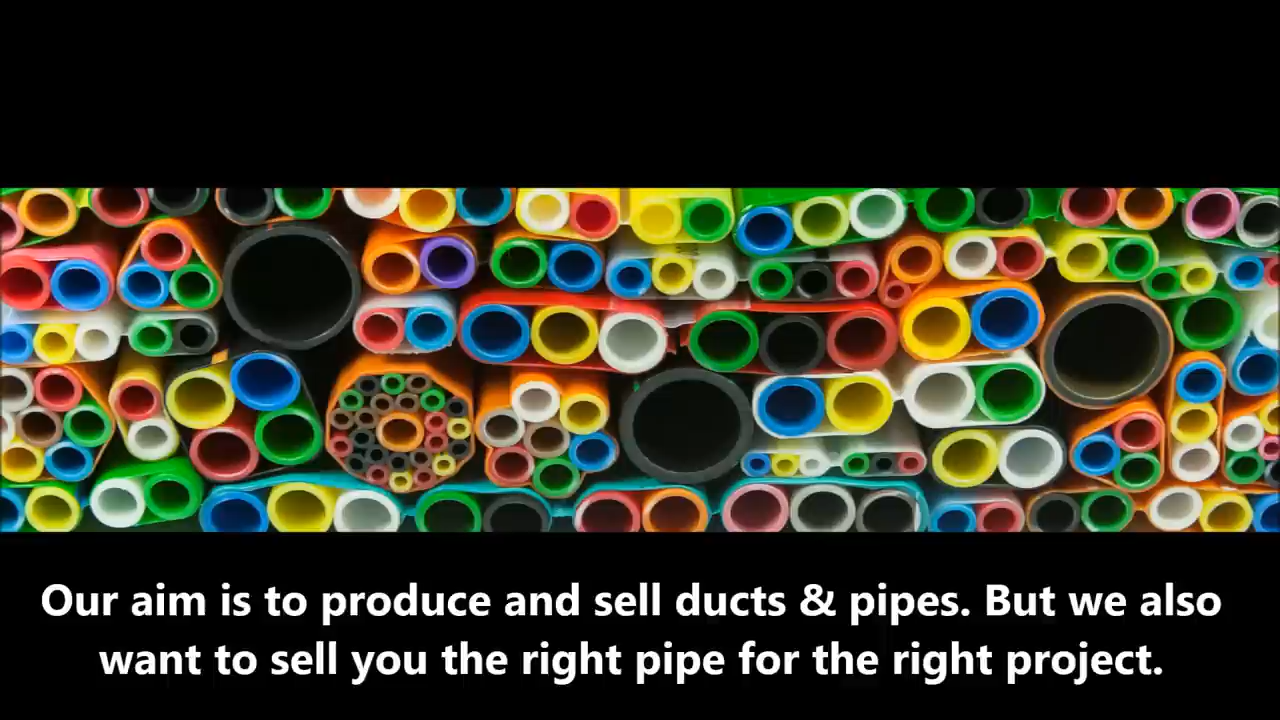 Our aim is to produce and sell ducts & pipes. But we also
want to sell you the right pipe for the right project.